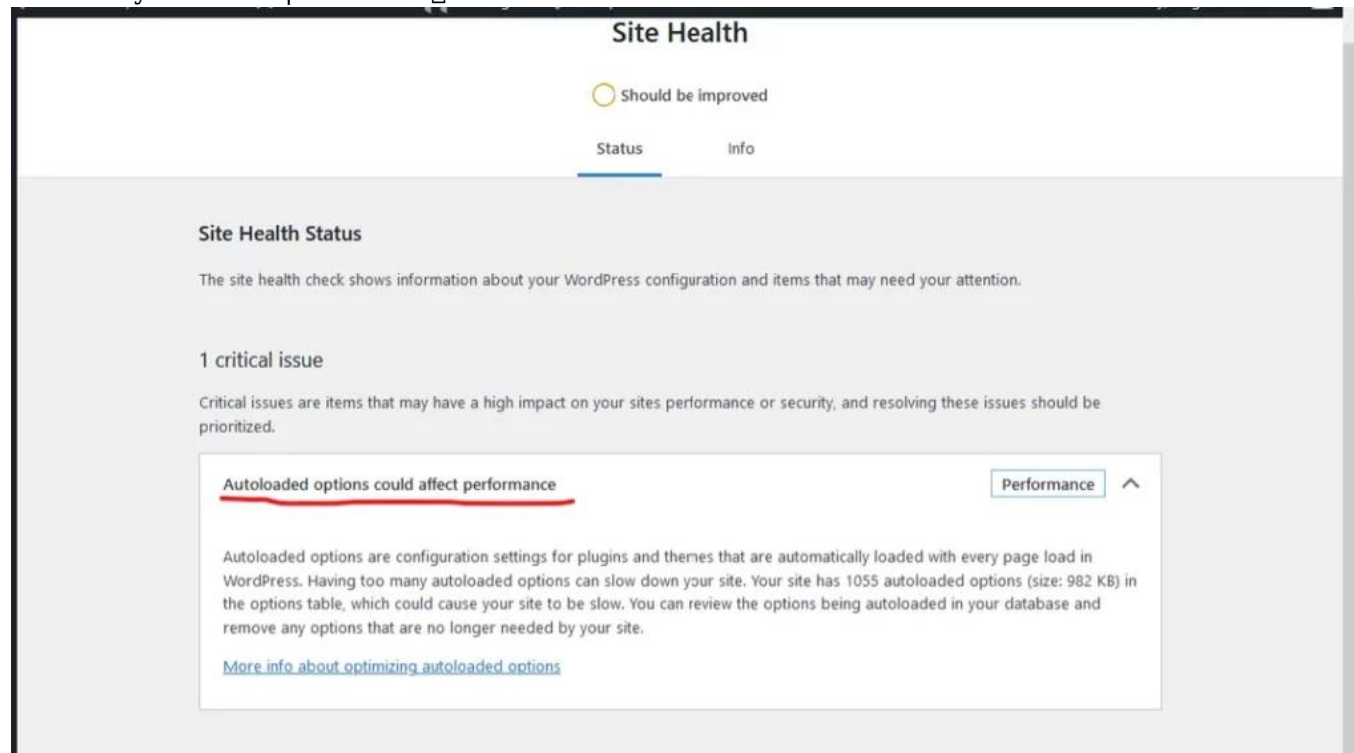 Site Health
Should be improved
Status Info
Site Health Status
The site health check shows information about your WordPress configuration and items that may need your attention.
1 critical issue
Critical issues are items that may have a high impact on your sites performance or security, and resolving these issues should be
prioritized.
Autoloaded options could affect performance Performance
Autoloaded options are configuration settings for plugins and themes that are automatically loaded with every page load in
WordPress. Having too many autoloaded options can slow down your site. Your site has 1055 autoloaded options (size: 982 KB) in
the options table, which could cause your site to be slow. You can review the options being autoloaded in your database and
remove any options that are no longer needed by your site.
More info about optimizing autoloaded options